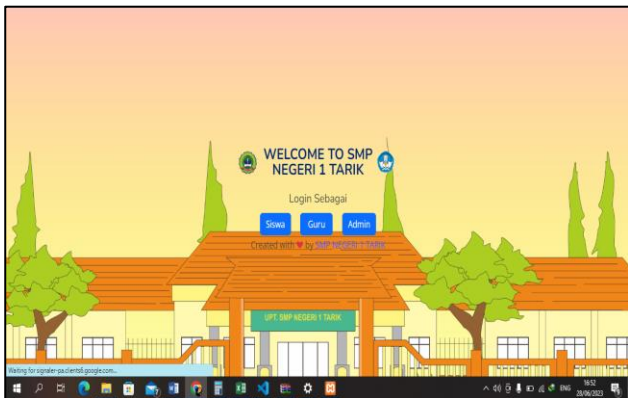 WELCOME TO SMP
NEGERI 1 TARIK
Login Sebagai
Siswa Guru Admin
Created with ❤ by SMP NEGERI 1 TARIK
UPT. SMP NEGERI 1 TARIK
Waiting for signaler-pa.clients6.google.com...
ENG
16:52
28/06/2023